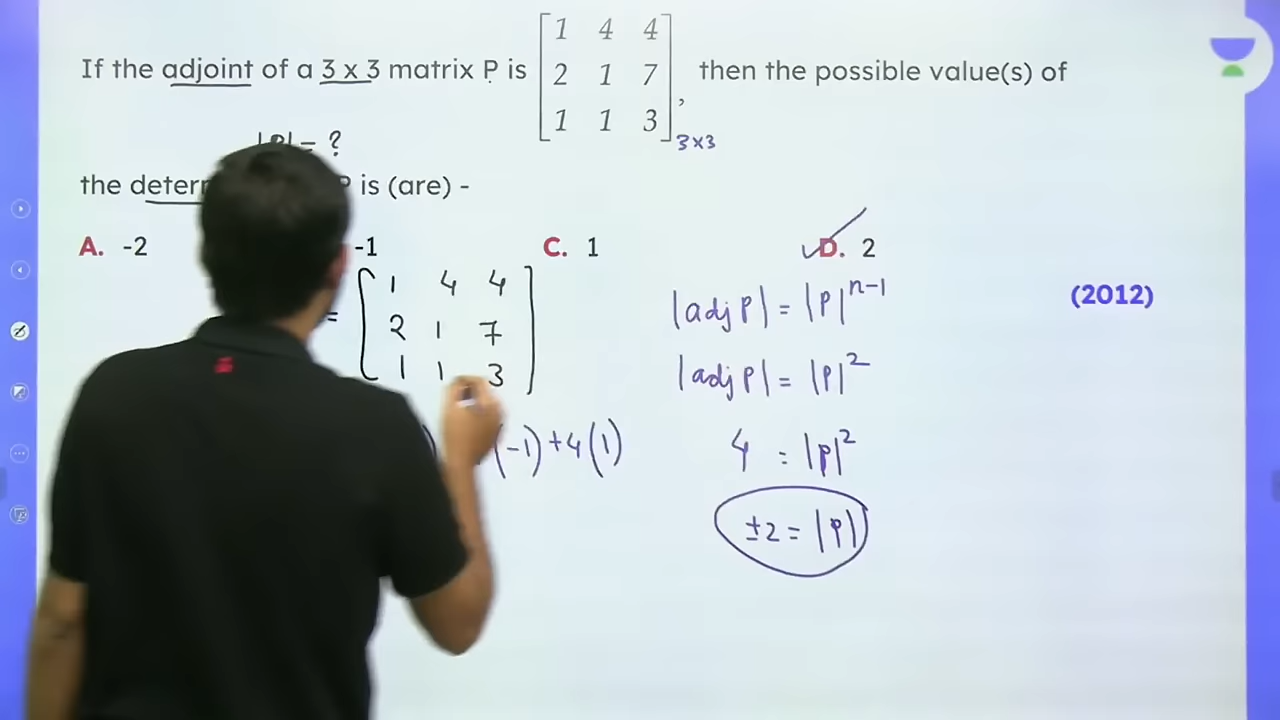 If the adjoint of a 3 x 3 matrix P is [1 4 4
2 1 7
1 1 3], 3×3 then the possible value(s) of
|P| = ?
the deter P is (are) -
A. -2 -1 C. 1 D. 2
(2012)
= [1 4 4
2 1 7
1 1 3]
(-1)+4(1)
|adj P| = |P|^n-1
|adj P| = |P|^2
4 = |P|^2
±2 = |P|